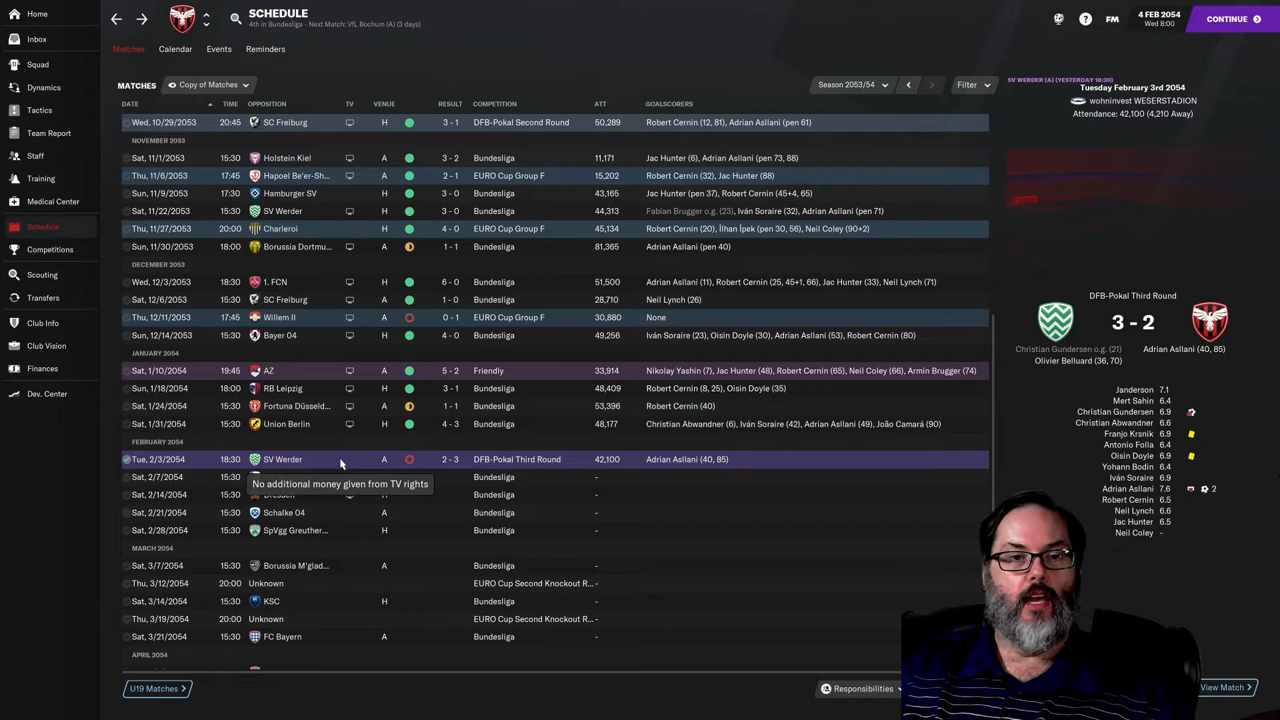 Home
Inbox
Squad
Dynamics
Tactics
Team Report
Staff
Training
Medical Center
Schedule
Competitions
Scouting
Transfers
Club Info
Club Vision
Finances
Dev. Center
SCHEDULE
4th in Bundesliga - Next Match: VfL Bochum (A) (3 days)
FM
4 FEB 2054
Wed 8:00
CONTINUE
Matches Calendar Events Reminders
MATCHES Copy of Matches Season 2053/54 Filter
DATE TIME OPPOSITION TV VENUE RESULT COMPETITION ATT GOALSCORERS
Wed, 10/29/2053 20:45 SC Freiburg H 3 - 1 DFB-Pokal Second Round 50,289 Robert Cernin (12, 81), Adrian Asllani (pen 61)
NOVEMBER 2053
Sat, 11/1/2053 15:30 Holstein Kiel A 3 - 2 Bundesliga 11,171 Jac Hunter (6), Adrian Asllani (pen 73, 88)
Thu, 11/6/2053 17:45 Hapoel Be'er-Sh... A 2 - 1 EURO Cup Group F 15,202 Robert Cernin (32), Jac Hunter (88)
Sun, 11/9/2053 17:30 Hamburger SV H 3 - 0 Bundesliga 43,165 Jac Hunter (pen 37), Robert Cernin (45+4, 65)
Sat, 11/22/2053 15:30 SV Werder H 3 - 0 Bundesliga 44,313 Fabian Brugger o.g. (23), Iván Soraire (32), Adrian Asllani (pen 71)
Thu, 11/27/2053 20:00 Charleroi H 4 - 0 EURO Cup Group F 45,134 Robert Cernin (20), İlhan İpek (pen 30, 56), Neil Coley (90+2)
Sun, 11/30/2053 18:00 Borussia Dortmu... A 1 - 1 Bundesliga 81,365 Adrian Asllani (pen 40)
DECEMBER 2053
Wed, 12/3/2053 18:30 1. FCN H 6 - 0 Bundesliga 51,500 Adrian Asllani (11), Robert Cernin (25, 45+1, 66), Jac Hunter (33), Neil Lynch (71)
Sat, 12/6/2053 15:30 SC Freiburg A 1 - 0 Bundesliga 28,710 Neil Lynch (26)
Thu, 12/11/2053 17:45 Willem II A 0 - 1 EURO Cup Group F 30,880 None
Sun, 12/14/2053 15:30 Bayer 04 H 4 - 0 Bundesliga 49,256 Iván Soraire (23), Oisin Doyle (30), Adrian Asllani (53), Robert Cernin (80)
JANUARY 2054
Sat, 1/10/2054 19:45 AZ A 5 - 2 Friendly 33,914 Nikolay Yashin (7), Jac Hunter (48), Robert Cernin (65), Neil Coley (66), Armin Brugger (74)
Sun, 1/18/2054 18:00 RB Leipzig H 3 - 1 Bundesliga 48,409 Robert Cernin (8, 25), Oisin Doyle (35)
Sat, 1/24/2054 15:30 Fortuna Düsseld... A 1 - 1 Bundesliga 53,396 Robert Cernin (40)
Sat, 1/31/2054 15:30 Union Berlin H 4 - 3 Bundesliga 48,177 Christian Abwandner (6), Iván Soraire (42), Adrian Asllani (49), João Camará (90)
FEBRUARY 2054
Tue, 2/3/2054 18:30 SV Werder A 2 - 3 DFB-Pokal Third Round 42,100 Adrian Asllani (40, 85)
Sat, 2/7/2054 15:30 Bundesliga -
No additional money given from TV rights
Sat, 2/14/2054 15:30 Dresden H Bundesliga -
Sat, 2/21/2054 15:30 Schalke 04 A Bundesliga -
Sat, 2/28/2054 15:30 SpVgg Greuther... H Bundesliga -
MARCH 2054
Sat, 3/7/2054 15:30 Borussia M'glad... A Bundesliga -
Thu, 3/12/2054 20:00 Unknown EURO Cup Second Knockout R... -
Sat, 3/14/2054 15:30 KSC H Bundesliga -
Thu, 3/19/2054 20:00 Unknown EURO Cup Second Knockout R... -
Sat, 3/21/2054 15:30 FC Bayern A Bundesliga -
APRIL 2054
U19 Matches
Responsibilities
View Match
SV WERDER (A) (YESTERDAY 18:30)
Tuesday February 3rd 2054
wohninvest WESERSTADION
Attendance: 42,100 (4,210 Away)
DFB-Pokal Third Round
3 - 2
Christian Gundersen o.g. (21)
Olivier Belluard (36, 70)
Adrian Asllani (40, 85)
Janderson 7.1
Mert Sahin 6.4
Christian Gundersen 6.9
Christian Abwandner 6.6
Franjo Krsnik 6.9
Antonio Folla 6.4
Oisin Doyle 6.9
Yohann Bodin 6.4
Iván Soraire 6.9
Adrian Asllani 7.6 2
Robert Cernin 6.5
Neil Lynch 6.6
Jac Hunter 6.5
Neil Coley -